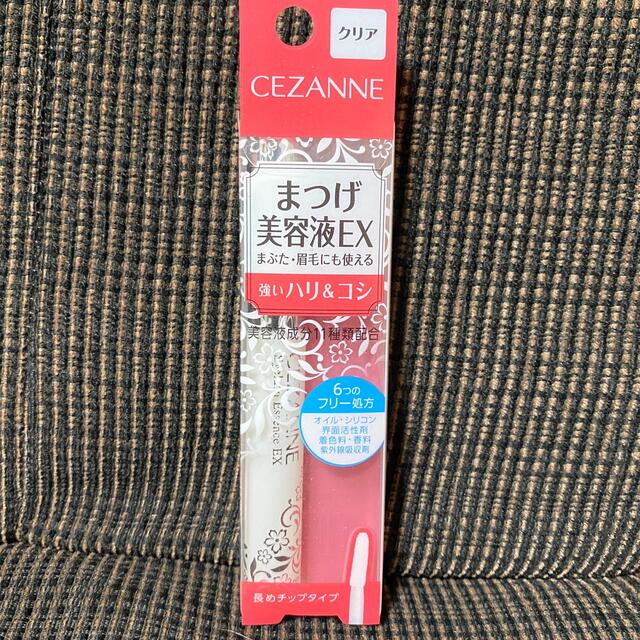 クリア
CEZANNE
まつげ
美容液EX
まぶた・眉毛にも使える
強いハリ&コシ
美容液成分11種類配合
6つの
フリー処方
オイル・シリコン
界面活性剤
着色料・香料
紫外線吸収剤
CEZANNE
Essence EX
長めチップタイプ